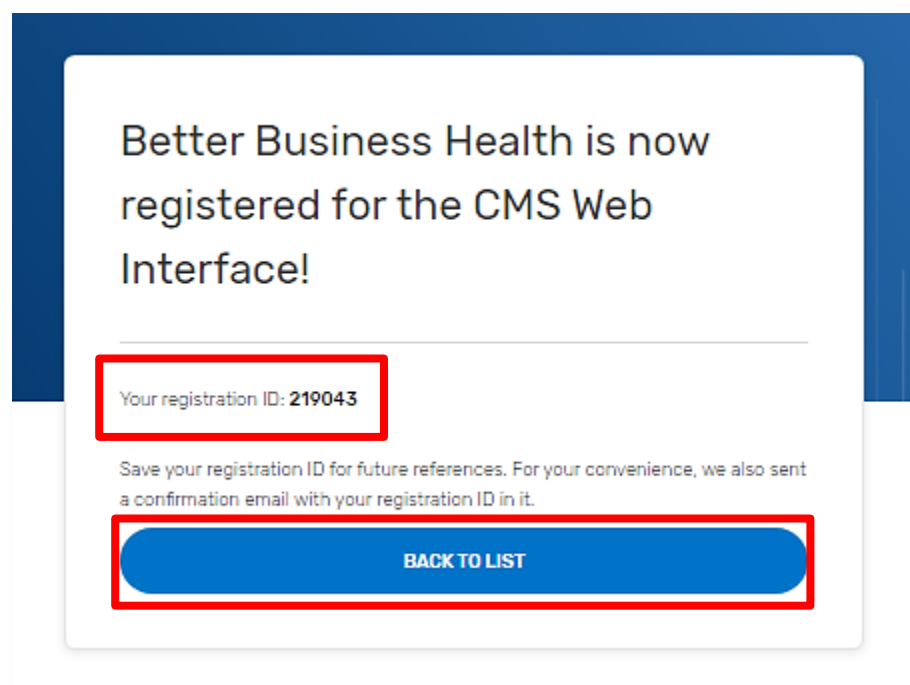 Better Business Health is now
registered for the CMS Web
Interface!
Your registration ID: 219043
Save your registration ID for future references. For your convenience, we also sent
a confirmation email with your registration ID in it.
BACK TO LIST